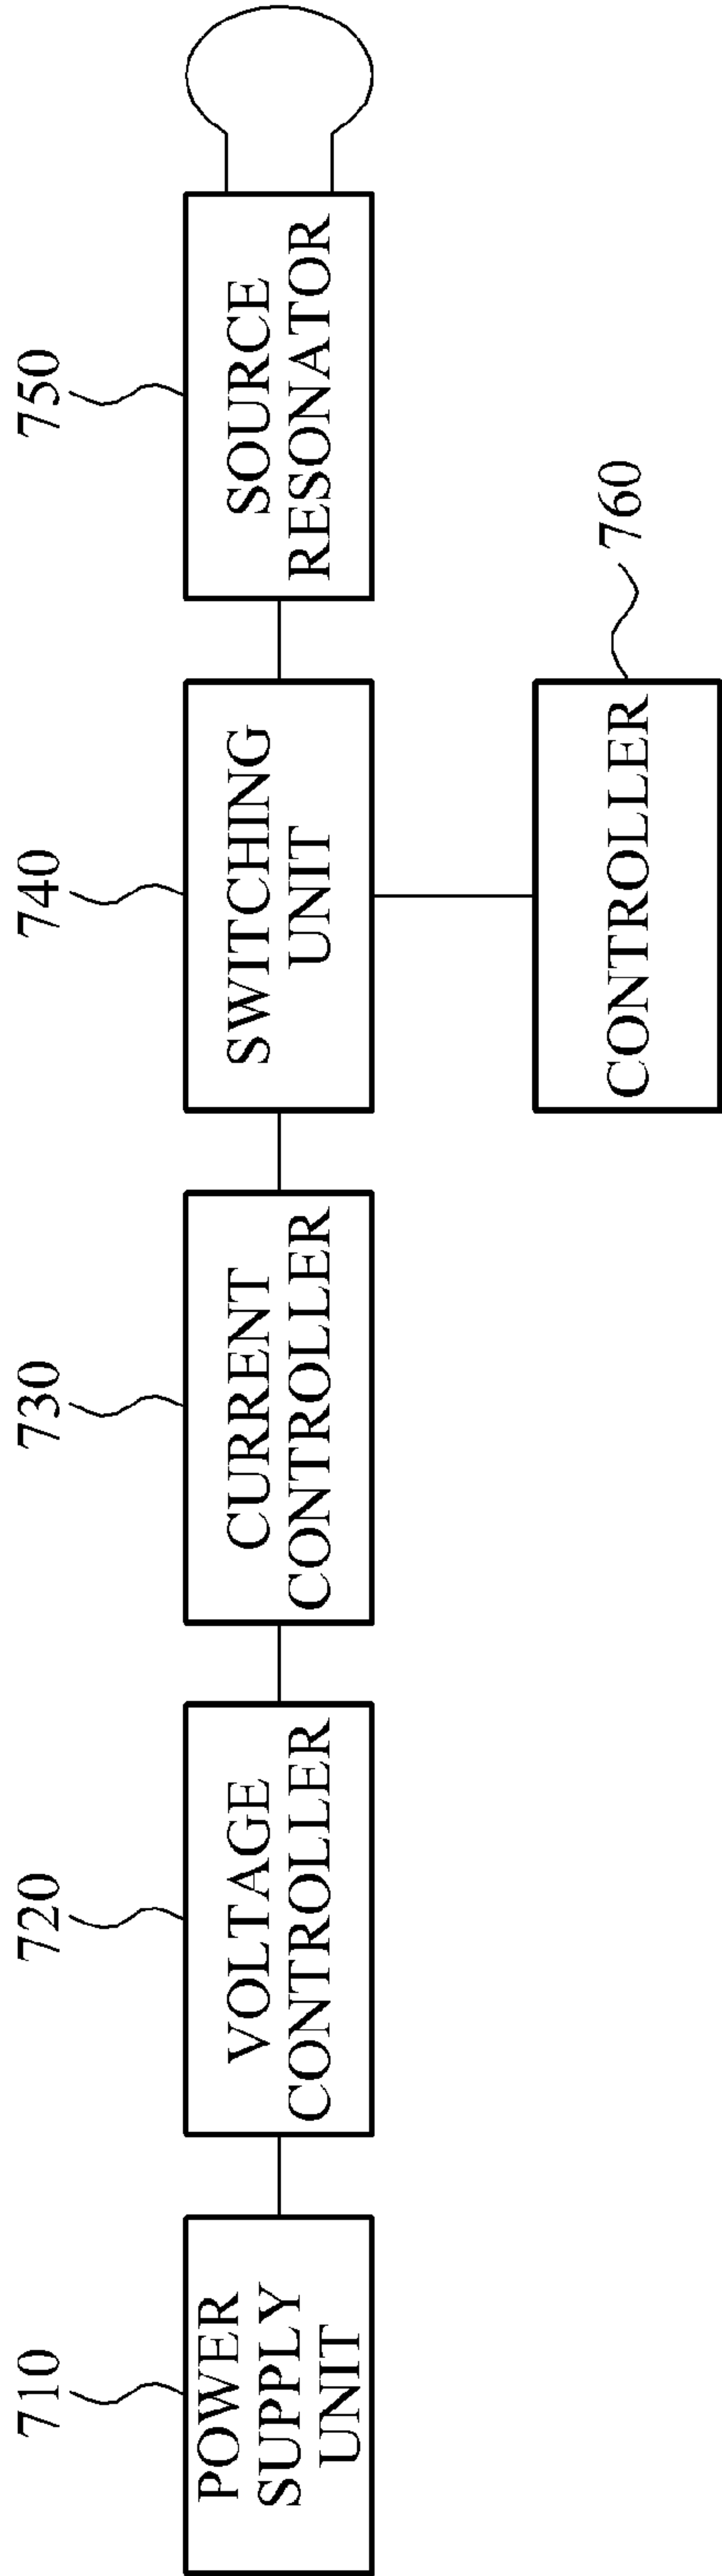 710
POWER
SUPPLY
UNIT
720
VOLTAGE
CONTROLLER
730
CURRENT
CONTROLLER
740
SWITCHING
UNIT
750
SOURCE
RESONATOR
CONTROLLER
760